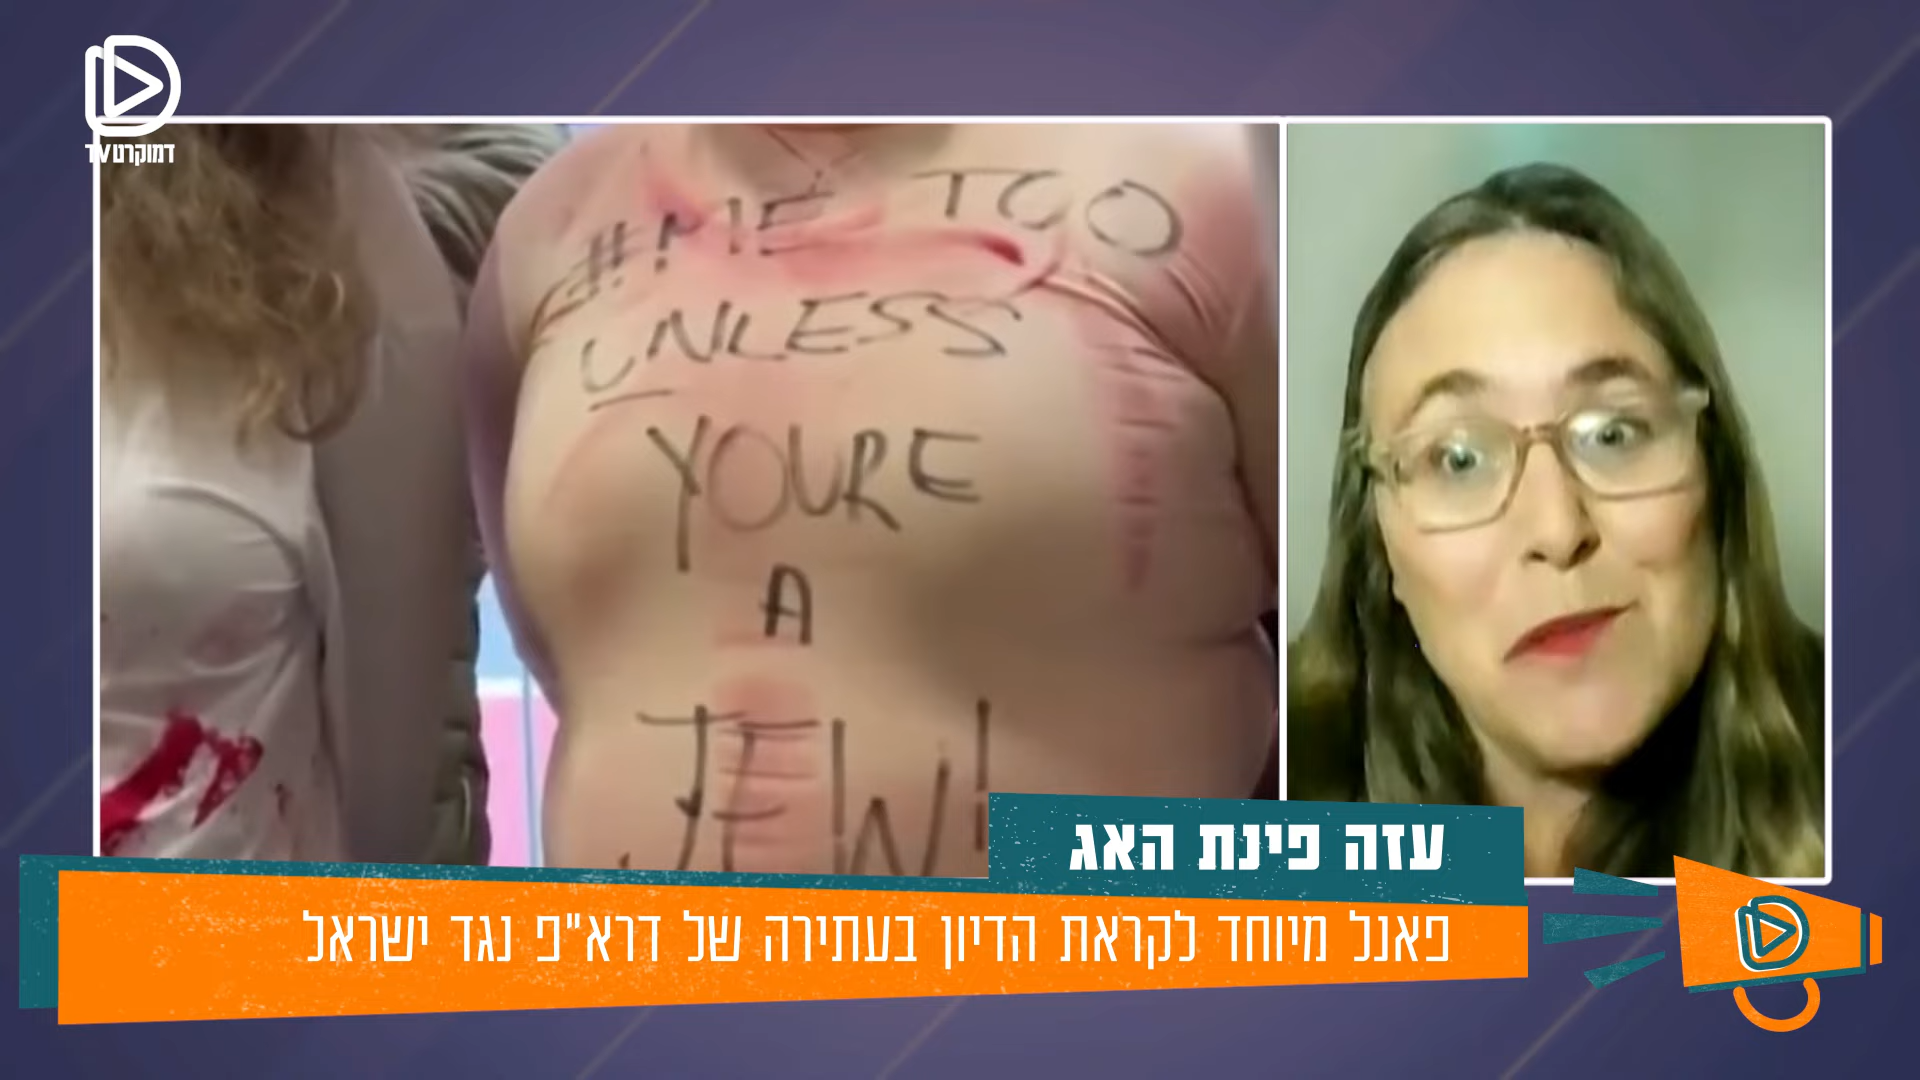 דמוקרטTV
#ME TOO
UNLESS
YOURE
A
JEW!
עזה פינת האג
פאנל מיוחד לקראת הדיון בעתירה של דרא"פ נגד ישראל